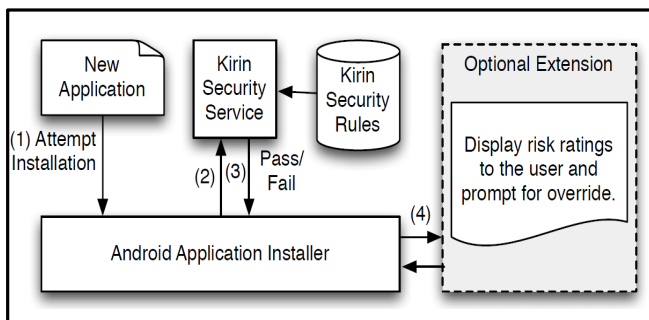 New
Application
Kirin
Security
Service
Kirin
Security
Rules
Optional Extension
(1) Attempt
Installation
(2)
(3)
Pass/
Fail
Display risk ratings
to the user and
prompt for override.
(4)
Android Application Installer